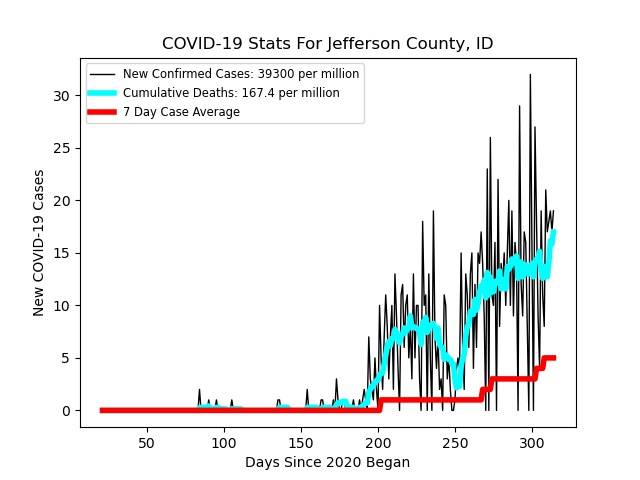 COVID-19 Stats For Jefferson County, ID
New Confirmed Cases: 39300 per million
Cumulative Deaths: 167.4 per million
7 Day Case Average
New COVID-19 Cases
30
25
20
15
10
5
0
50 100 150 200 250 300
Days Since 2020 Began